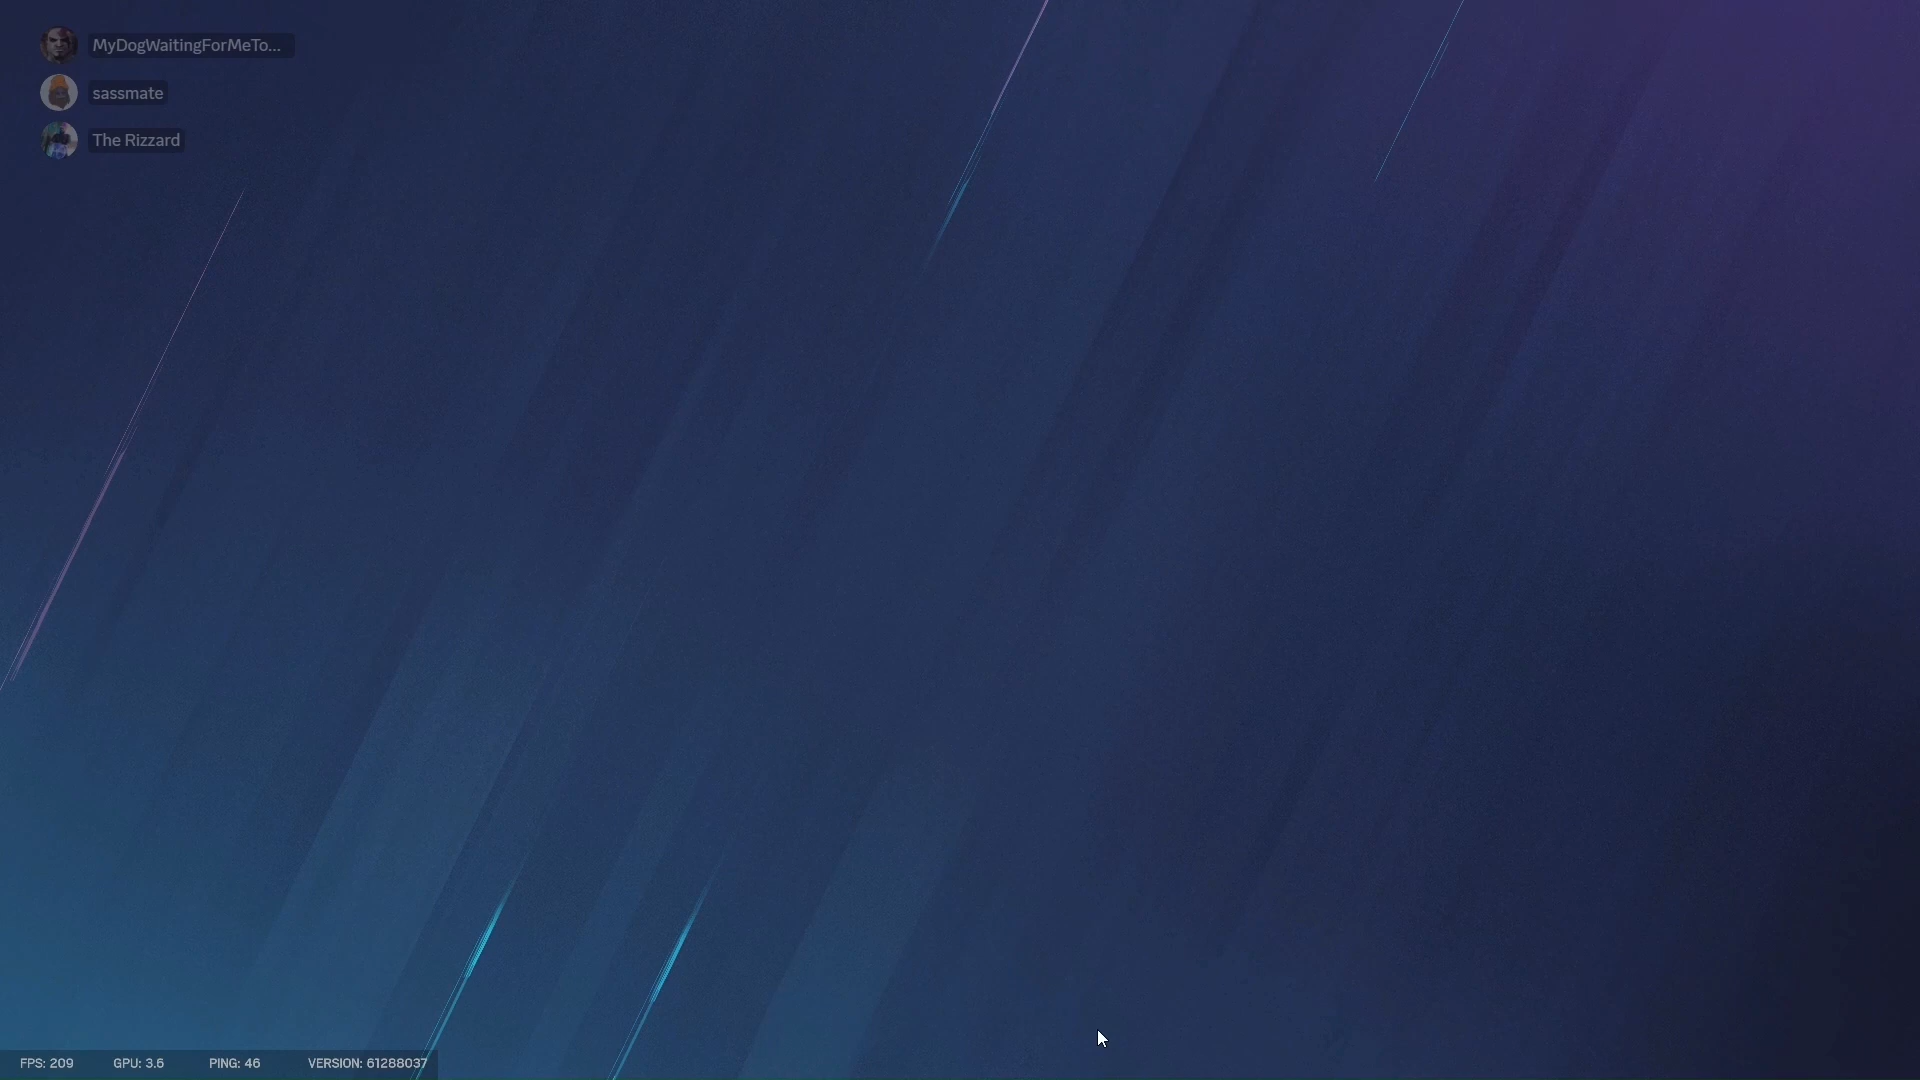 MyDogWaitingForMeTo...
sassmate
The Rizzard
FPS: 209 GPU: 3.6 PING: 46 VERSION: 61288037